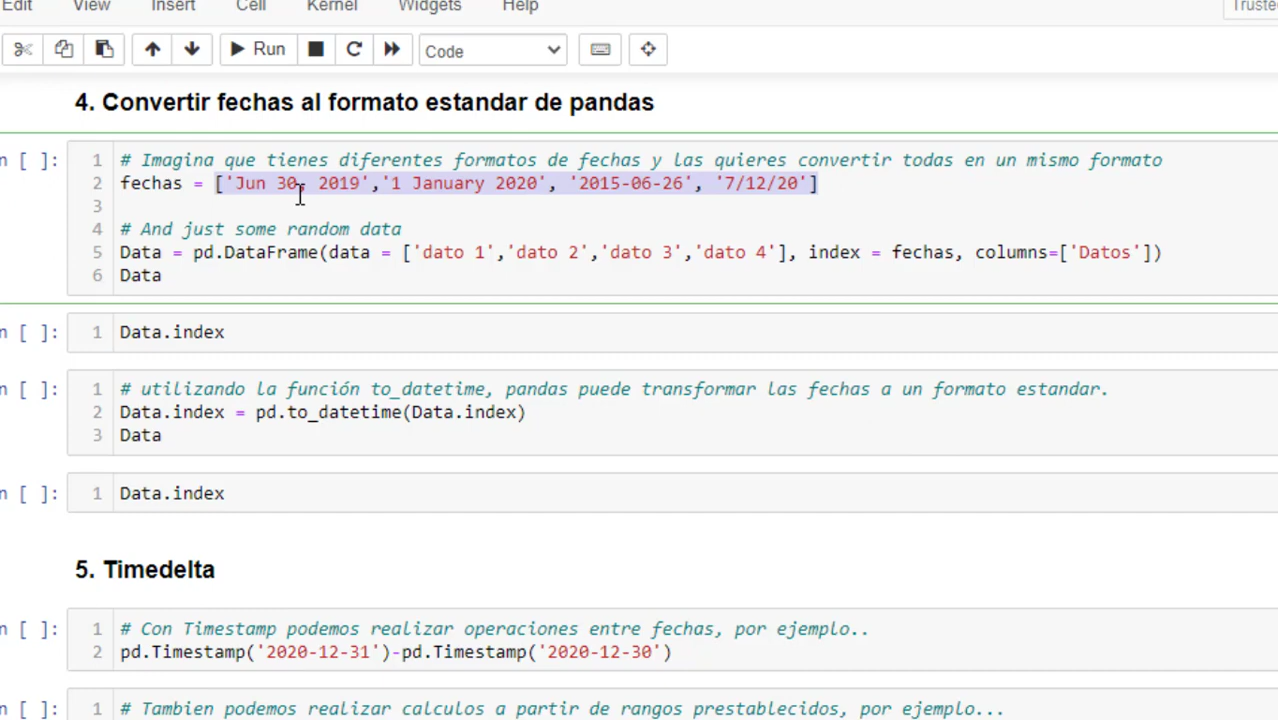 Edit View Insert Cell Kernel Widgets Help Truste
Run Code
4. Convertir fechas al formato estandar de pandas
n [ ]: 1 # Imagina que tienes diferentes formatos de fechas y las quieres convertir todas en un mismo formato
2 fechas = ['Jun 30, 2019','1 January 2020', '2015-06-26', '7/12/20']
3
4 # And just some random data
5 Data = pd.DataFrame(data = ['dato 1','dato 2','dato 3','dato 4'], index = fechas, columns=['Datos'])
6 Data
n [ ]: 1 Data.index
n [ ]: 1 # utilizando la función to_datetime, pandas puede transformar las fechas a un formato estandar.
2 Data.index = pd.to_datetime(Data.index)
3 Data
n [ ]: 1 Data.index
5. Timedelta
n [ ]: 1 # Con Timestamp podemos realizar operaciones entre fechas, por ejemplo..
2 pd.Timestamp('2020-12-31')-pd.Timestamp('2020-12-30')
n [ ]: 1 # Tambien podemos realizar calculos a partir de rangos prestablecidos, por ejemplo...